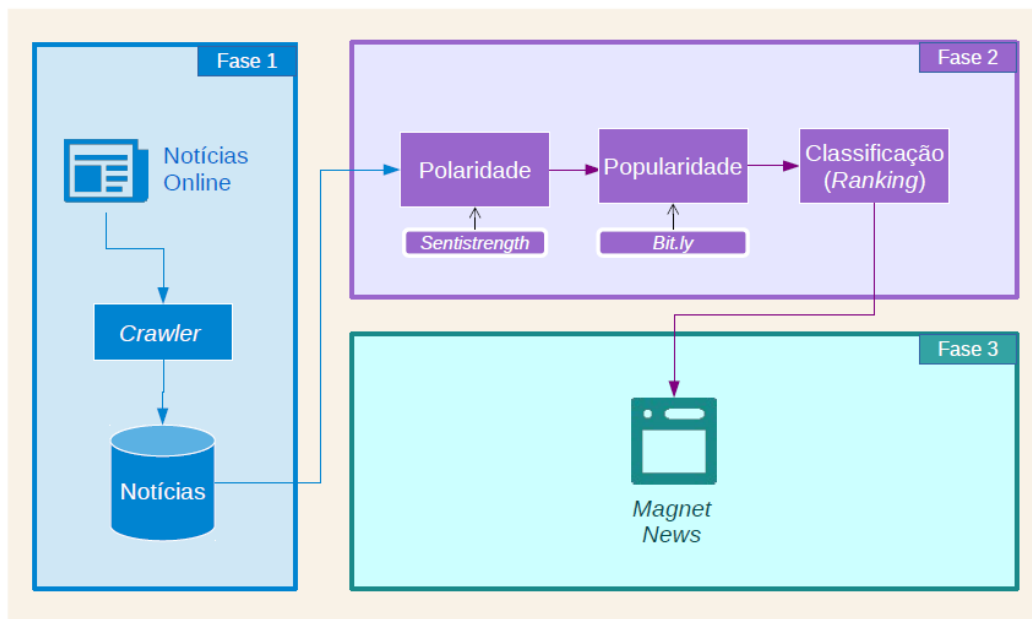 Fase 1
Notícias
Online
Crawler
Notícias
Fase 2
Polaridade
Popularidade
Classificação
(Ranking)
Sentistrength
Bit.ly
Fase 3
Magnet
News